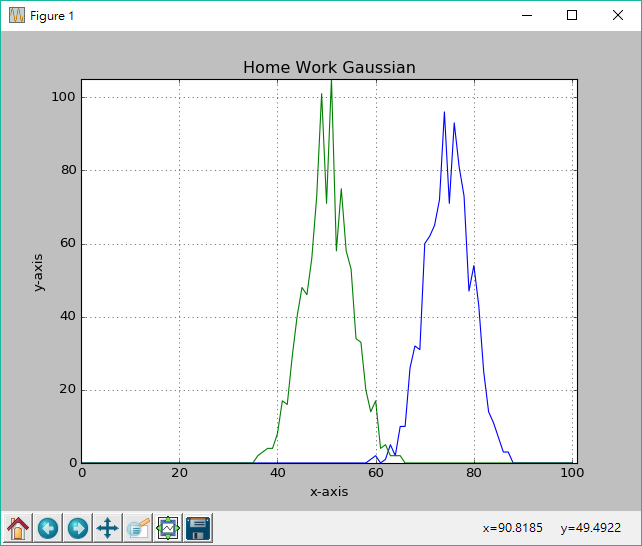 Figure 1
Home Work Gaussian
100
80
60
40
20
0
y-axis
0 20 40 60 80 100
x-axis
x=90.8185 y=49.4922